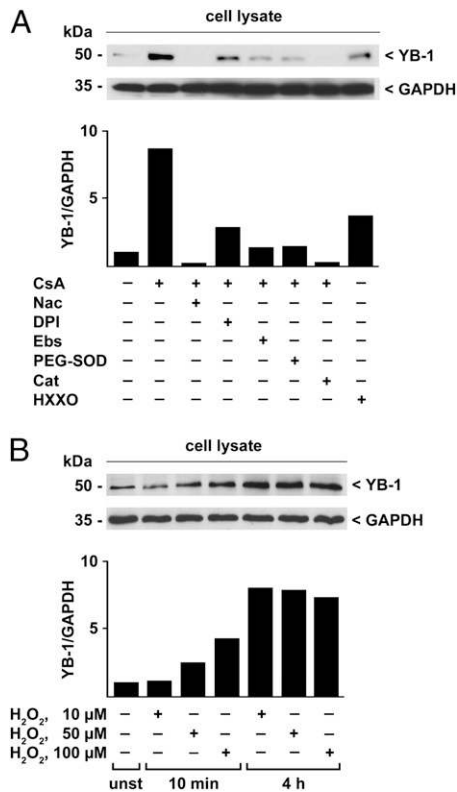 A
cell lysate
kDa
50 - < YB-1
35 - < GAPDH
10
5
YB-1/GAPDH
CsA – + + + + + + –
Nac – – + – – – – –
DPI – – – + – – – –
Ebs – – – – + – – –
PEG-SOD – – – – – + – –
Cat – – – – – – + –
HXXO – – – – – – – +
B
cell lysate
kDa
50 - < YB-1
35 - < GAPDH
10
5
YB-1/GAPDH
H₂O₂, 10 µM – + – – + – –
H₂O₂, 50 µM – – + – – + –
H₂O₂, 100 µM – – – + – – +
unst 10 min 4 h